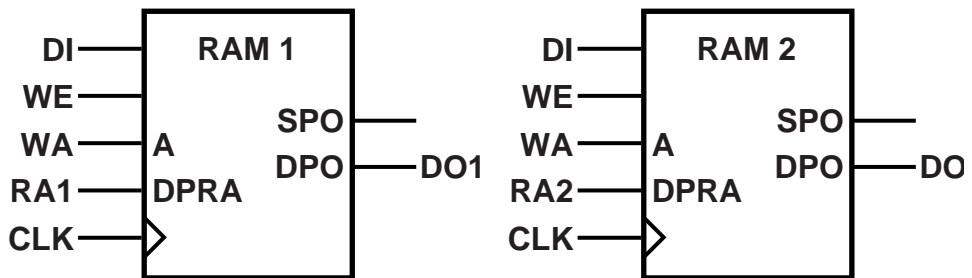 RAM 1
DI
WE
SPO
WA
A
DPO
DO1
RA1
DPRA
CLK
RAM 2
DI
WE
SPO
WA
A
DPO
DO
RA2
DPRA
CLK